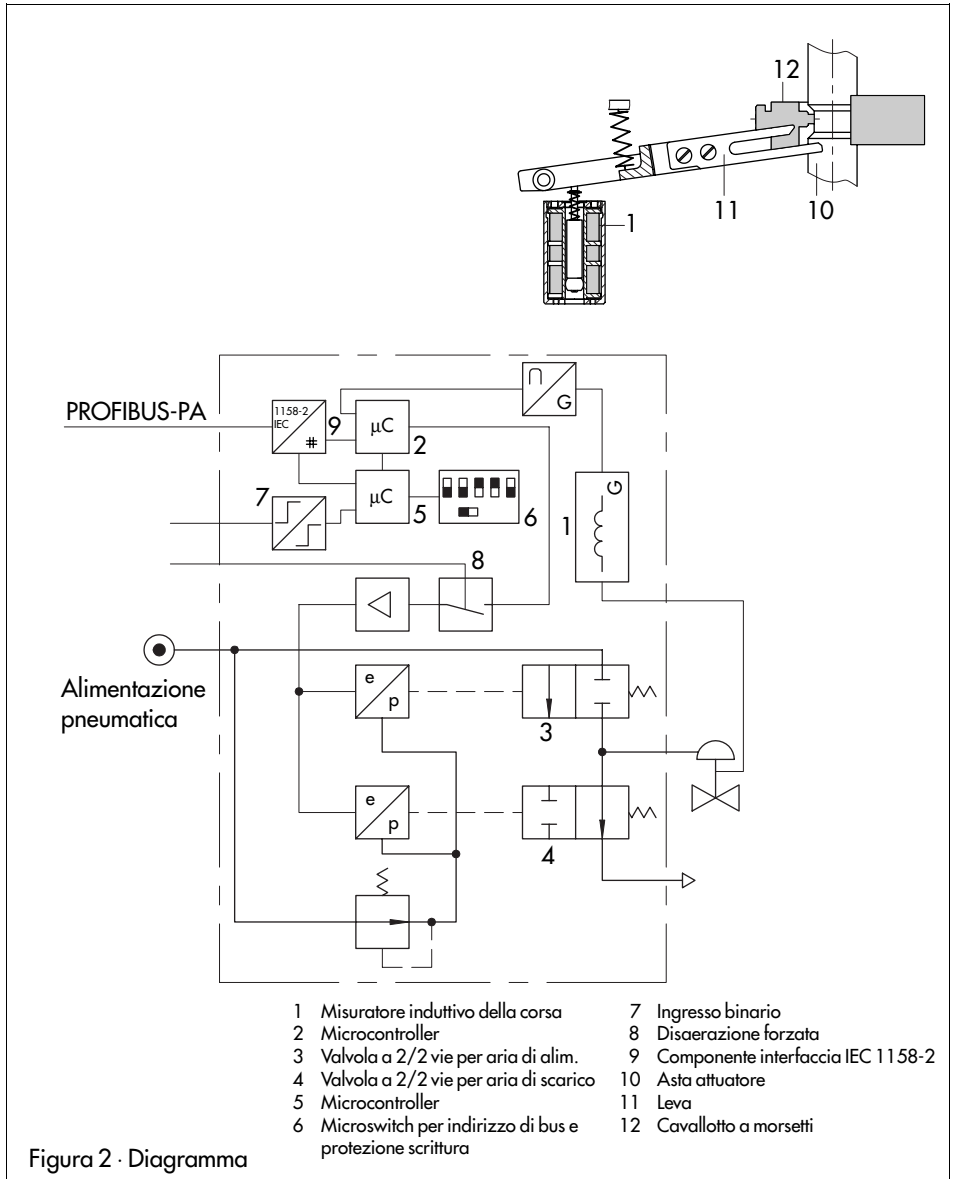 12
1
11
10
PROFIBUS-PA
1158-2
IEC
#
9
µC
2
G
7
µC
5
6
1
G
8
Alimentazione
pneumatica
e
p
3
e
p
4
1 Misuratore induttivo della corsa
2 Microcontroller
3 Valvola a 2/2 vie per aria di alim.
4 Valvola a 2/2 vie per aria di scarico
5 Microcontroller
6 Microswitch per indirizzo di bus e
protezione scrittura
7 Ingresso binario
8 Disaerazione forzata
9 Componente interfaccia IEC 1158-2
10 Asta attuatore
11 Leva
12 Cavallotto a morsetti
Figura 2 · Diagramma